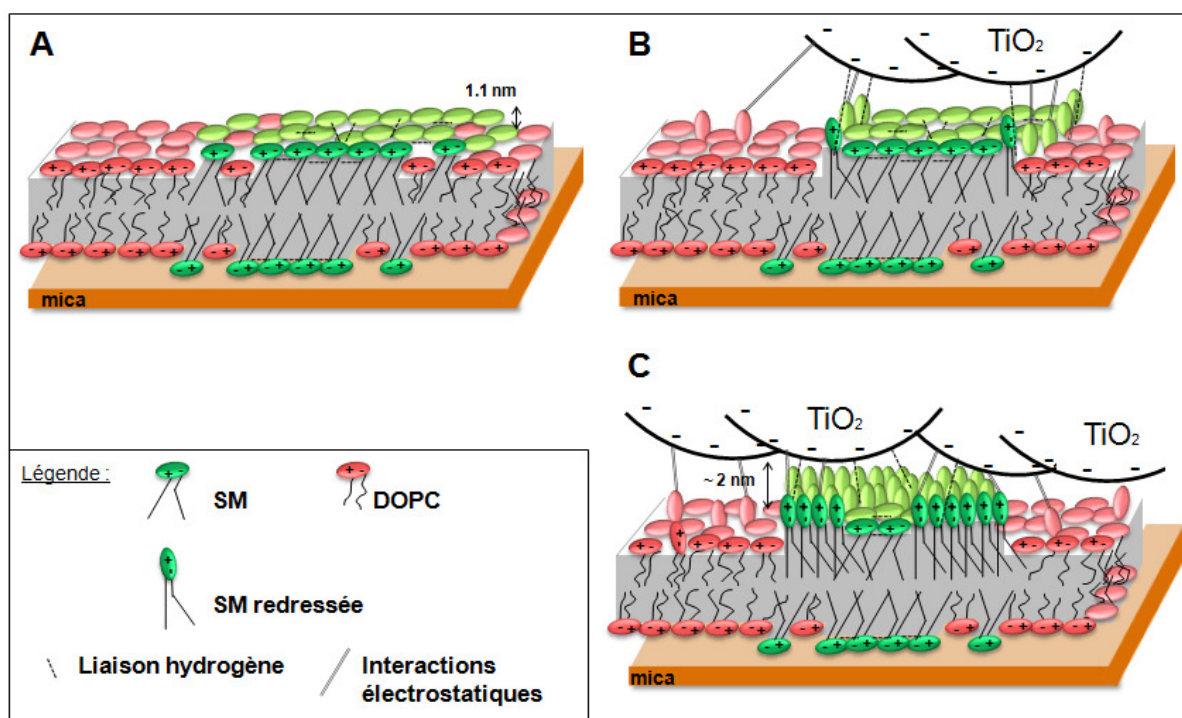 A
1.1 nm
mica
B
TiO₂
mica
C
TiO₂
TiO₂
~ 2 nm
mica
Légende :
SM
DOPC
SM redressée
Liaison hydrogène
Interactions
électrostatiques